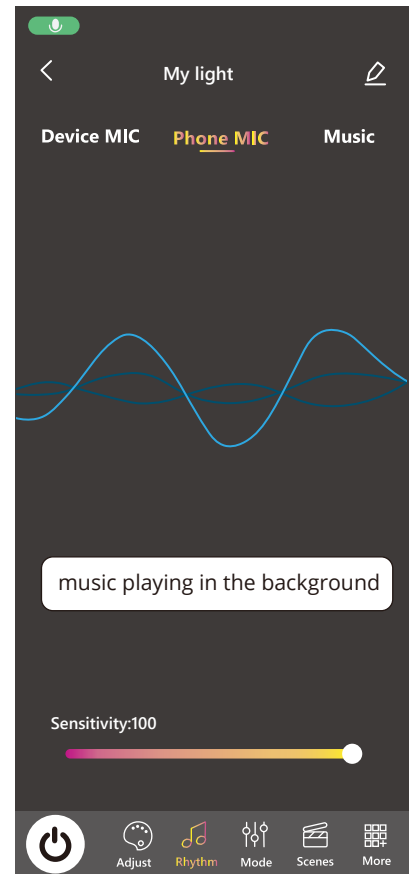 My light
Device MIC Phone MIC Music
music playing in the background
Sensitivity:100
Adjust Rhythm Mode Scenes More